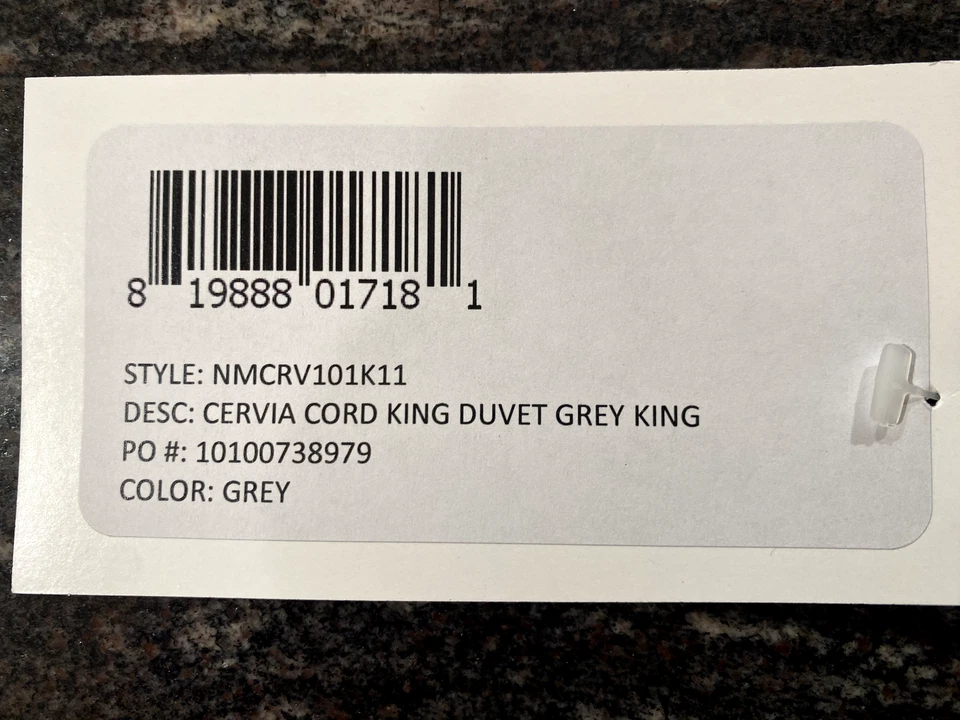 8 19888 01718 1
STYLE: NMCRV101K11
DESC: CERVIA CORD KING DUVET GREY KING
PO #: 10100738979
COLOR: GREY